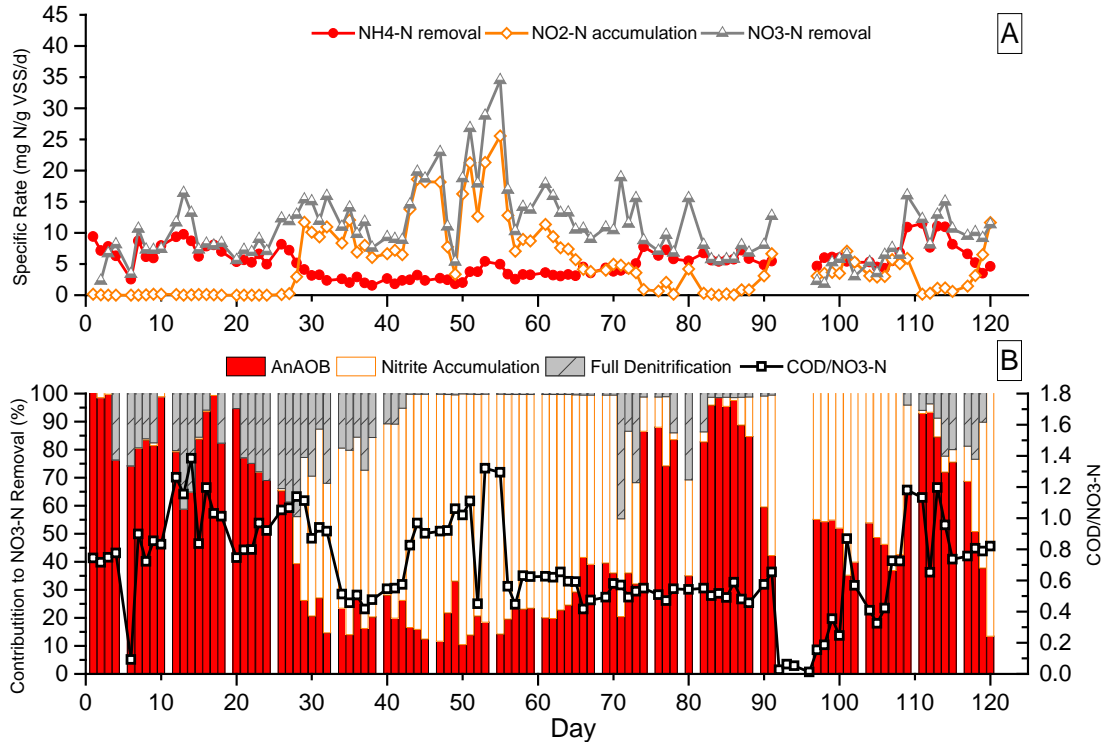 A
NH4-N removal NO2-N accumulation NO3-N removal
Specific Rate (mg N/g VSS/d)
45
40
35
30
25
20
15
10
5
0
0 10 20 30 40 50 60 70 80 90 100 110 120
B
AnAOB Nitrite Accumulation Full Denitrification COD/NO3-N
Contribution to NO3-N Removal (%)
100 1.8
90 1.6
80 1.4
70 1.2
60 1.0
50 0.8
40 0.6
30 0.4
20 0.2
10 0.0
0
COD/NO3-N
0 10 20 30 40 50 60 70 80 90 100 110 120
Day